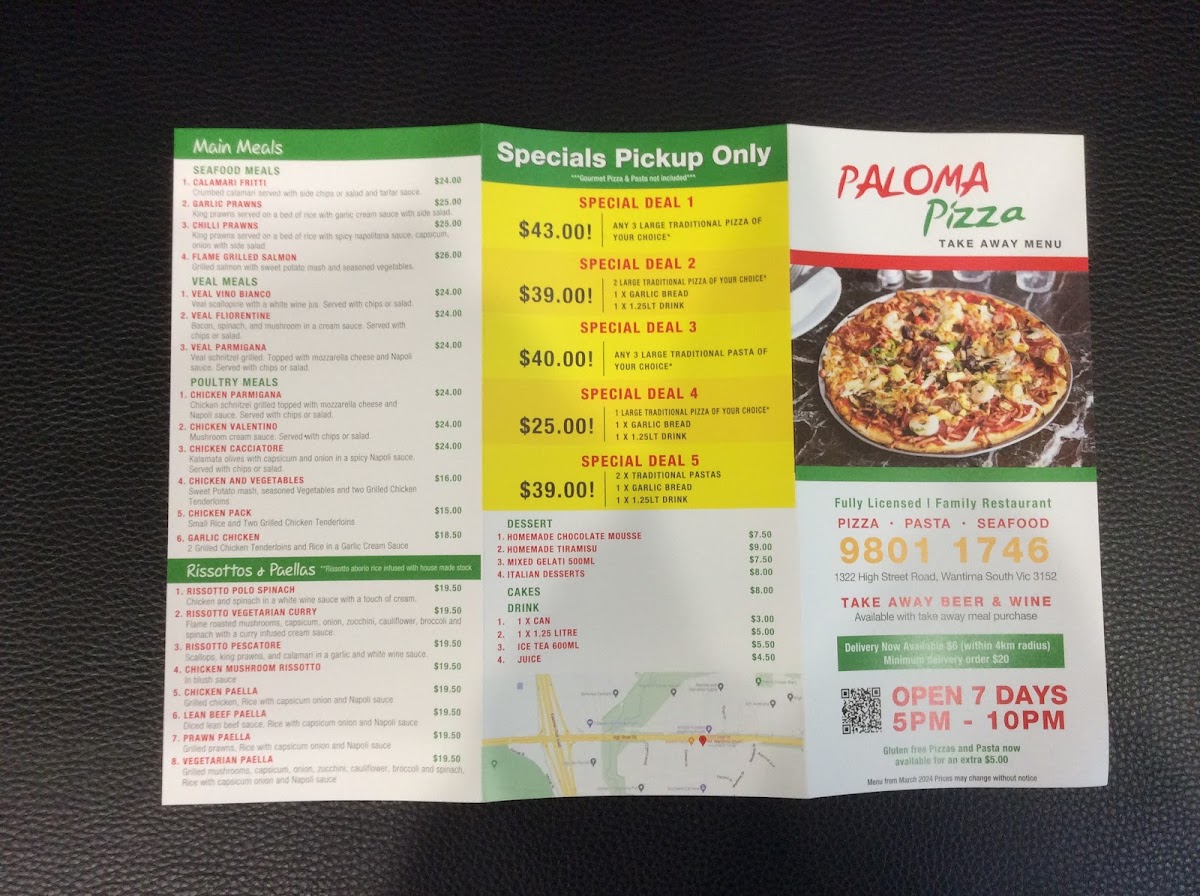 Main Meals
SEAFOOD MEALS
1. CALAMARI FRITTI $24.00
Crumbed calamari served with side chips or salad and tartar sauce.
2. GARLIC PRAWNS $25.00
King prawns served on a bed of rice with garlic cream sauce with side salad.
3. CHILLI PRAWNS $25.00
King prawns served on a bed of rice with spicy napolitana sauce, capsicum,
onion with side salad
4. FLAME GRILLED SALMON $26.00
Grilled salmon with sweet potato mash and seasoned vegetables.
VEAL MEALS
1. VEAL VINO BIANCO $24.00
Veal scallopine with a white wine jus. Served with chips or salad.
2. VEAL FLIORENTINE $24.00
Bacon, spinach, and mushroom in a cream sauce. Served with
chips or salad.
3. VEAL PARMIGANA $24.00
Veal schnitzel grilled. Topped with mozzarella cheese and Napoli
sauce. Served with chips or salad.
POULTRY MEALS
1. CHICKEN PARMIGANA $24.00
Chicken schnitzel grilled topped with mozzarella cheese and
Napoli sauce. Served with chips or salad.
2. CHICKEN VALENTINO $24.00
Mushroom cream sauce. Served with chips or salad.
3. CHICKEN CACCIATORE $24.00
Kalamata olives with capsicum and onion in a spicy Napoli sauce.
Served with chips or salad.
4. CHICKEN AND VEGETABLES $16.00
Sweet Potato mash, seasoned Vegetables and two Grilled Chicken
Tenderloins
5. CHICKEN PACK $15.00
Small Rice and Two Grilled Chicken Tenderloins
6. GARLIC CHICKEN $18.50
2 Grilled Chicken Tenderloins and Rice in a Garlic Cream Sauce
Rissottos & Paellas **Rissotto aborio rice infused with house made stock
1. RISSOTTO POLO SPINACH $19.50
Chicken and spinach in a white wine sauce with a touch of cream.
2. RISSOTTO VEGETARIAN CURRY $19.50
Flame roasted mushrooms, capsicum, onion, zucchini, cauliflower, broccoli and
spinach with a curry infused cream sauce.
3. RISSOTTO PESCATORE $19.50
Scallops, king prawns, and calamari in a garlic and white wine sauce.
4. CHICKEN MUSHROOM RISSOTTO $19.50
In blush sauce
5. CHICKEN PAELLA $19.50
Grilled chicken, Rice with capsicum onion and Napoli sauce
6. LEAN BEEF PAELLA $19.50
Diced lean beef sauce, Rice with capsicum onion and Napoli sauce
7. PRAWN PAELLA $19.50
Grilled prawns, Rice with capsicum onion and Napoli sauce
8. VEGETARIAN PAELLA $19.50
Grilled mushrooms, capsicum, onion, zucchini, cauliflower, broccoli and spinach,
Rice with capsicum onion and Napoli sauce
Specials Pickup Only
***Gourmet Pizza & Pasta not included***
SPECIAL DEAL 1
$43.00!
ANY 3 LARGE TRADITIONAL PIZZA OF
YOUR CHOICE*
SPECIAL DEAL 2
$39.00!
2 LARGE TRADITIONAL PIZZA OF YOUR CHOICE*
1 X GARLIC BREAD
1 X 1.25LT DRINK
SPECIAL DEAL 3
$40.00!
ANY 3 LARGE TRADITIONAL PASTA OF
YOUR CHOICE*
SPECIAL DEAL 4
$25.00!
1 LARGE TRADITIONAL PIZZA OF YOUR CHOICE*
1 X GARLIC BREAD
1 X 1.25LT DRINK
SPECIAL DEAL 5
$39.00!
2 X TRADITIONAL PASTAS
1 X GARLIC BREAD
1 X 1.25LT DRINK
DESSERT
1. HOMEMADE CHOCOLATE MOUSSE $7.50
2. HOMEMADE TIRAMISU $9.00
3. MIXED GELATI 500ML $7.50
4. ITALIAN DESSERTS $8.00
CAKES $8.00
DRINK
1. 1 X CAN $3.00
2. 1 X 1.25 LITRE $5.00
3. ICE TEA 600ML $5.50
4. JUICE $4.50
PALOMA
Pizza
TAKE AWAY MENU
Fully Licensed | Family Restaurant
PIZZA · PASTA · SEAFOOD
9801 1746
1322 High Street Road, Wantirna South Vic 3152
TAKE AWAY BEER & WINE
Available with take away meal purchase
Delivery Now Available $6 (within 4km radius)
Minimum delivery order $20
OPEN 7 DAYS
5PM - 10PM
Gluten free Pizzas and Pasta now
available for an extra $5.00
Menu from March 2024 Prices may change without notice